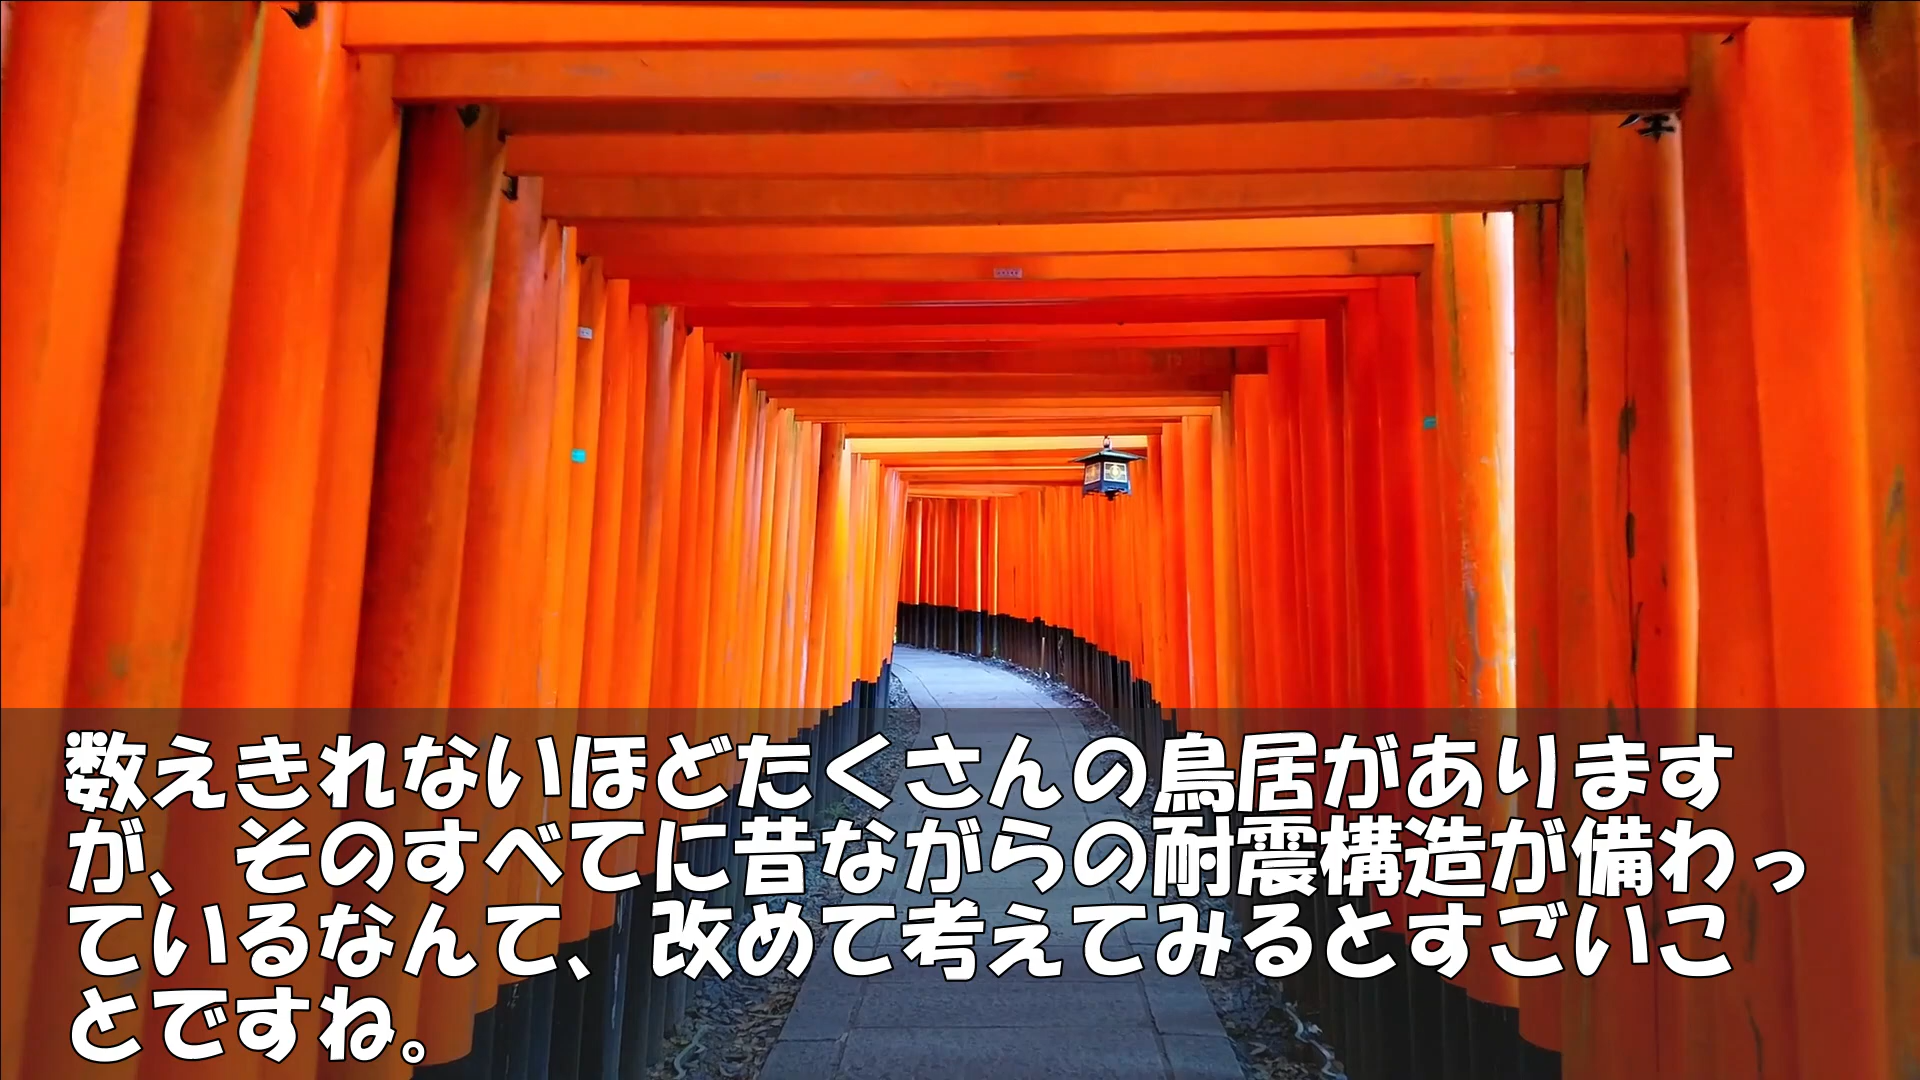 数えきれないほどたくさんの鳥居があります
が、そのすべてに昔ながらの耐震構造が備わっ
ているなんて、改めて考えてみるとすごいこ
とですね。